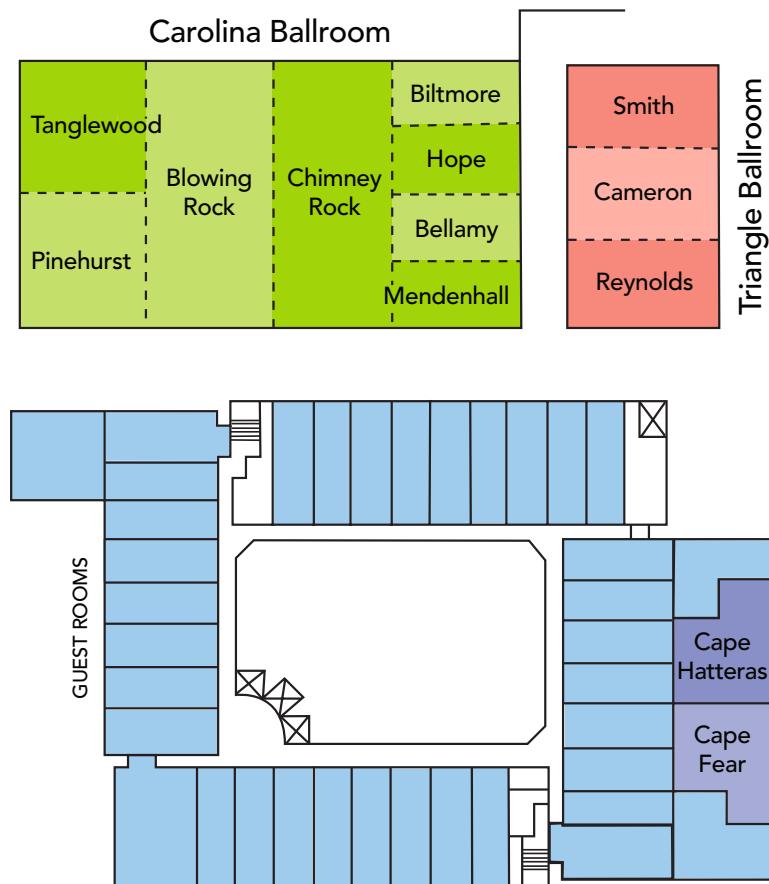 Carolina Ballroom
Tanglewood
Pinehurst
Blowing
Rock
Chimney
Rock
Biltmore
Hope
Bellamy
Mendenhall
Smith
Cameron
Reynolds
Triangle Ballroom
GUEST ROOMS
Cape
Hatteras
Cape
Fear